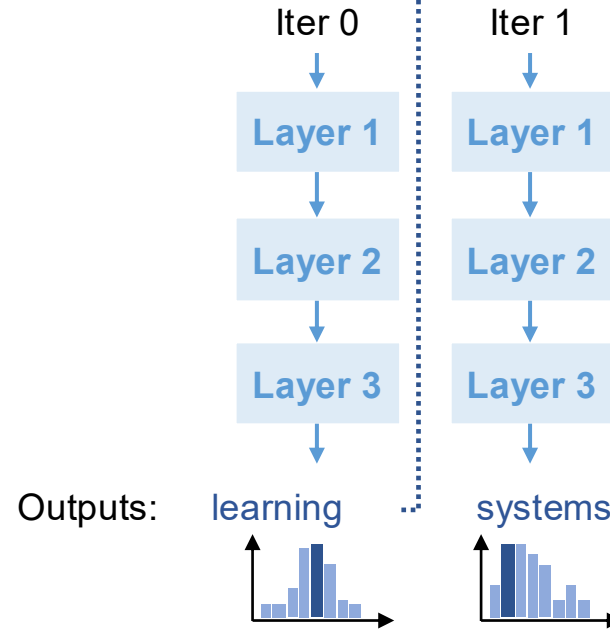 Iter 0 Iter 1
Layer 1 Layer 1
Layer 2 Layer 2
Layer 3 Layer 3
Outputs: learning systems